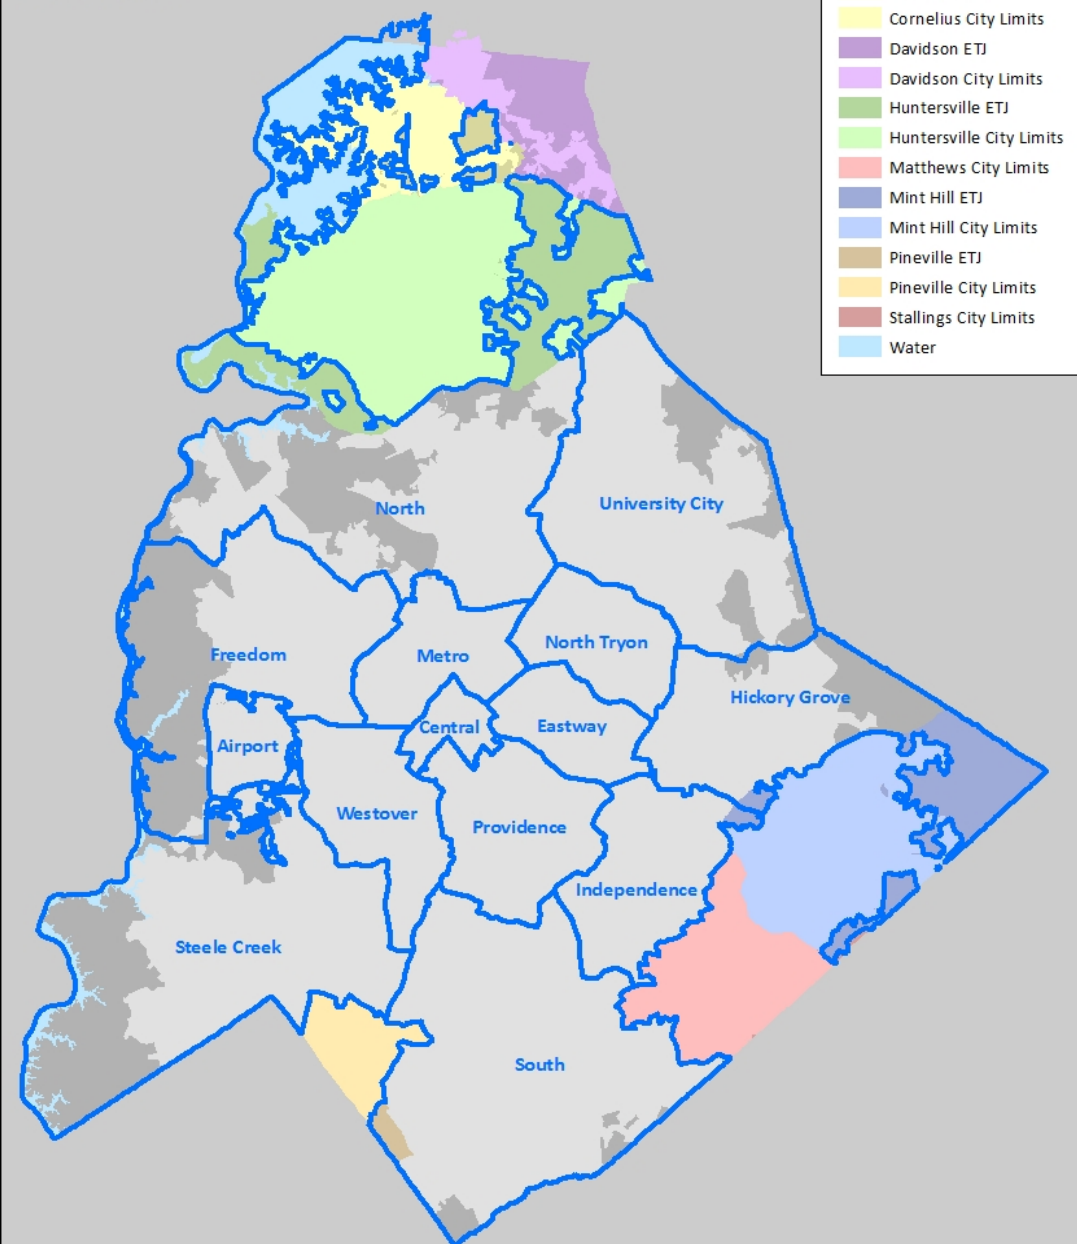 Cornelius City Limits
Davidson ETJ
Davidson City Limits
Huntersville ETJ
Huntersville City Limits
Matthews City Limits
Mint Hill ETJ
Mint Hill City Limits
Pineville ETJ
Pineville City Limits
Stallings City Limits
Water
University City
North
North Tryon
Freedom
Metro
Hickory Grove
Central
Eastway
Airport
Westover
Providence
Independence
Steele Creek
South